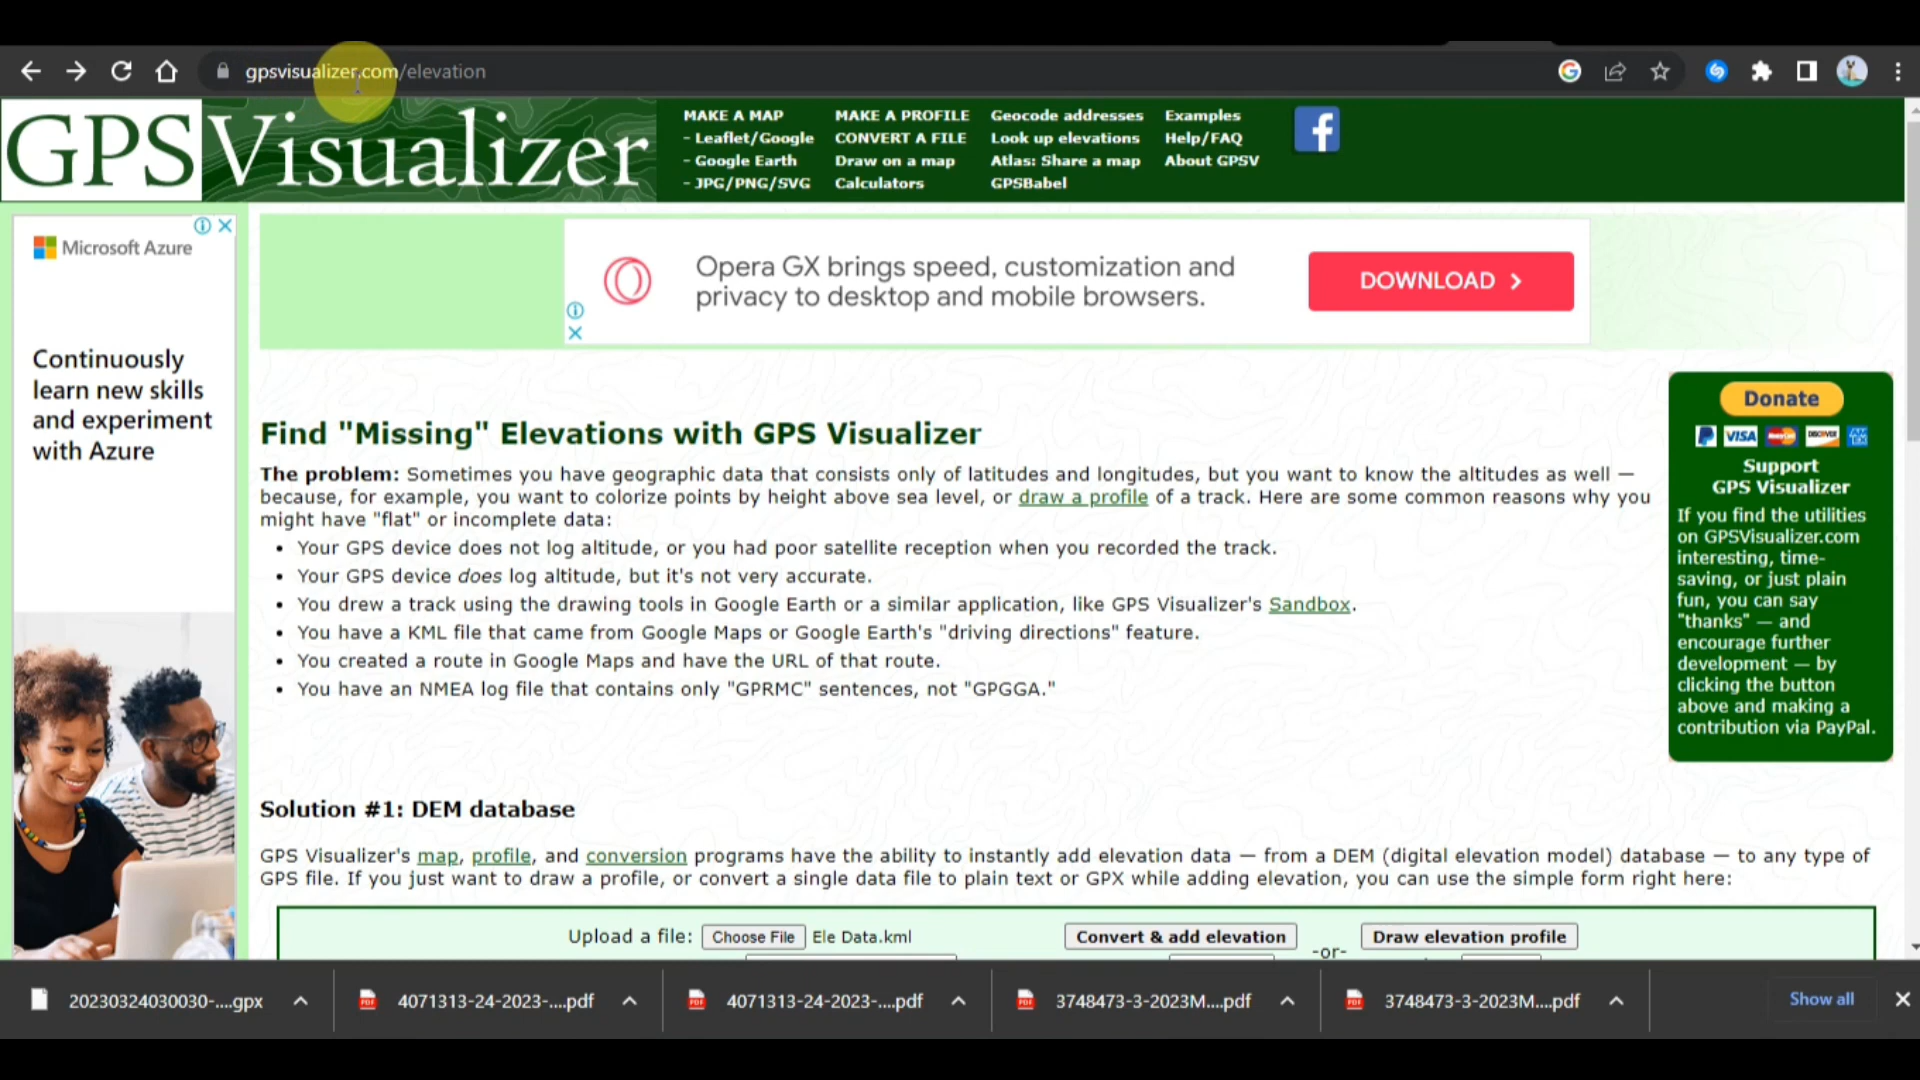 gpsvisualizer.com/elevation
GPSVisualizer
MAKE A MAP
- Leaflet/Google
- Google Earth
- JPG/PNG/SVG
MAKE A PROFILE
CONVERT A FILE
Draw on a map
Calculators
Geocode addresses
Look up elevations
Atlas: Share a map
GPSBabel
Examples
Help/FAQ
About GPSV
Microsoft Azure
Continuously
learn new skills
and experiment
with Azure
Opera GX brings speed, customization and
privacy to desktop and mobile browsers.
DOWNLOAD
Find "Missing" Elevations with GPS Visualizer
The problem: Sometimes you have geographic data that consists only of latitudes and longitudes, but you want to know the altitudes as well —
because, for example, you want to colorize points by height above sea level, or draw a profile of a track. Here are some common reasons why you
might have "flat" or incomplete data:
• Your GPS device does not log altitude, or you had poor satellite reception when you recorded the track.
• Your GPS device does log altitude, but it's not very accurate.
• You drew a track using the drawing tools in Google Earth or a similar application, like GPS Visualizer's Sandbox.
• You have a KML file that came from Google Maps or Google Earth's "driving directions" feature.
• You created a route in Google Maps and have the URL of that route.
• You have an NMEA log file that contains only "GPRMC" sentences, not "GPGGA."
Donate
VISA
DISCOVER
Support
GPS Visualizer
If you find the utilities
on GPSVisualizer.com
interesting, time-
saving, or just plain
fun, you can say
"thanks" — and
encourage further
development — by
clicking the button
above and making a
contribution via PayPal.
Solution #1: DEM database
GPS Visualizer's map, profile, and conversion programs have the ability to instantly add elevation data — from a DEM (digital elevation model) database — to any type of
GPS file. If you just want to draw a profile, or convert a single data file to plain text or GPX while adding elevation, you can use the simple form right here:
Upload a file: Choose File Ele Data.kml
Convert & add elevation
-or-
Draw elevation profile
20230324030030-....gpx
4071313-24-2023-....pdf
4071313-24-2023-....pdf
3748473-3-2023M....pdf
3748473-3-2023M....pdf
Show all